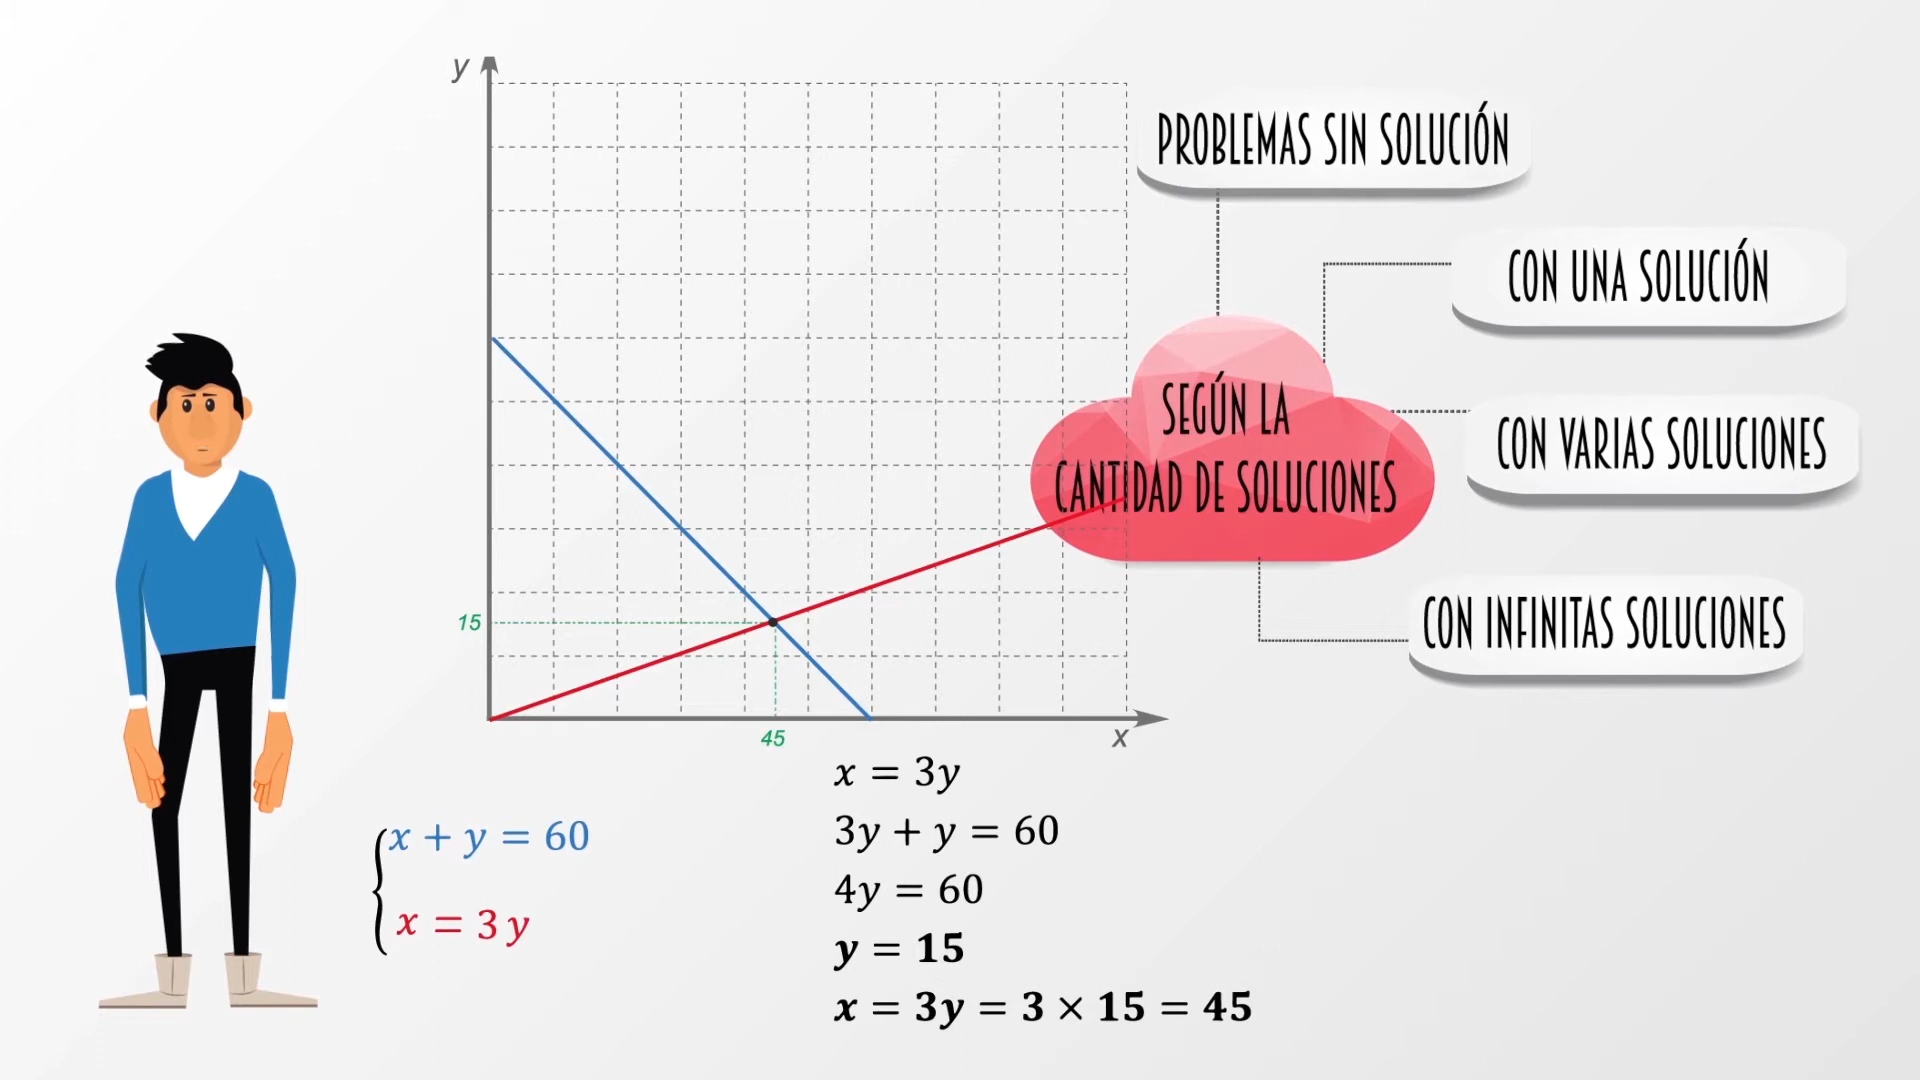 y
PROBLEMAS SIN SOLUCIÓN
CON UNA SOLUCIÓN
SEGÚN LA
CANTIDAD DE SOLUCIONES
CON VARIAS SOLUCIONES
CON INFINITAS SOLUCIONES
15
45
x
x + y = 60
x = 3 y
x = 3y
3y + y = 60
4y = 60
y = 15
x = 3y = 3 × 15 = 45